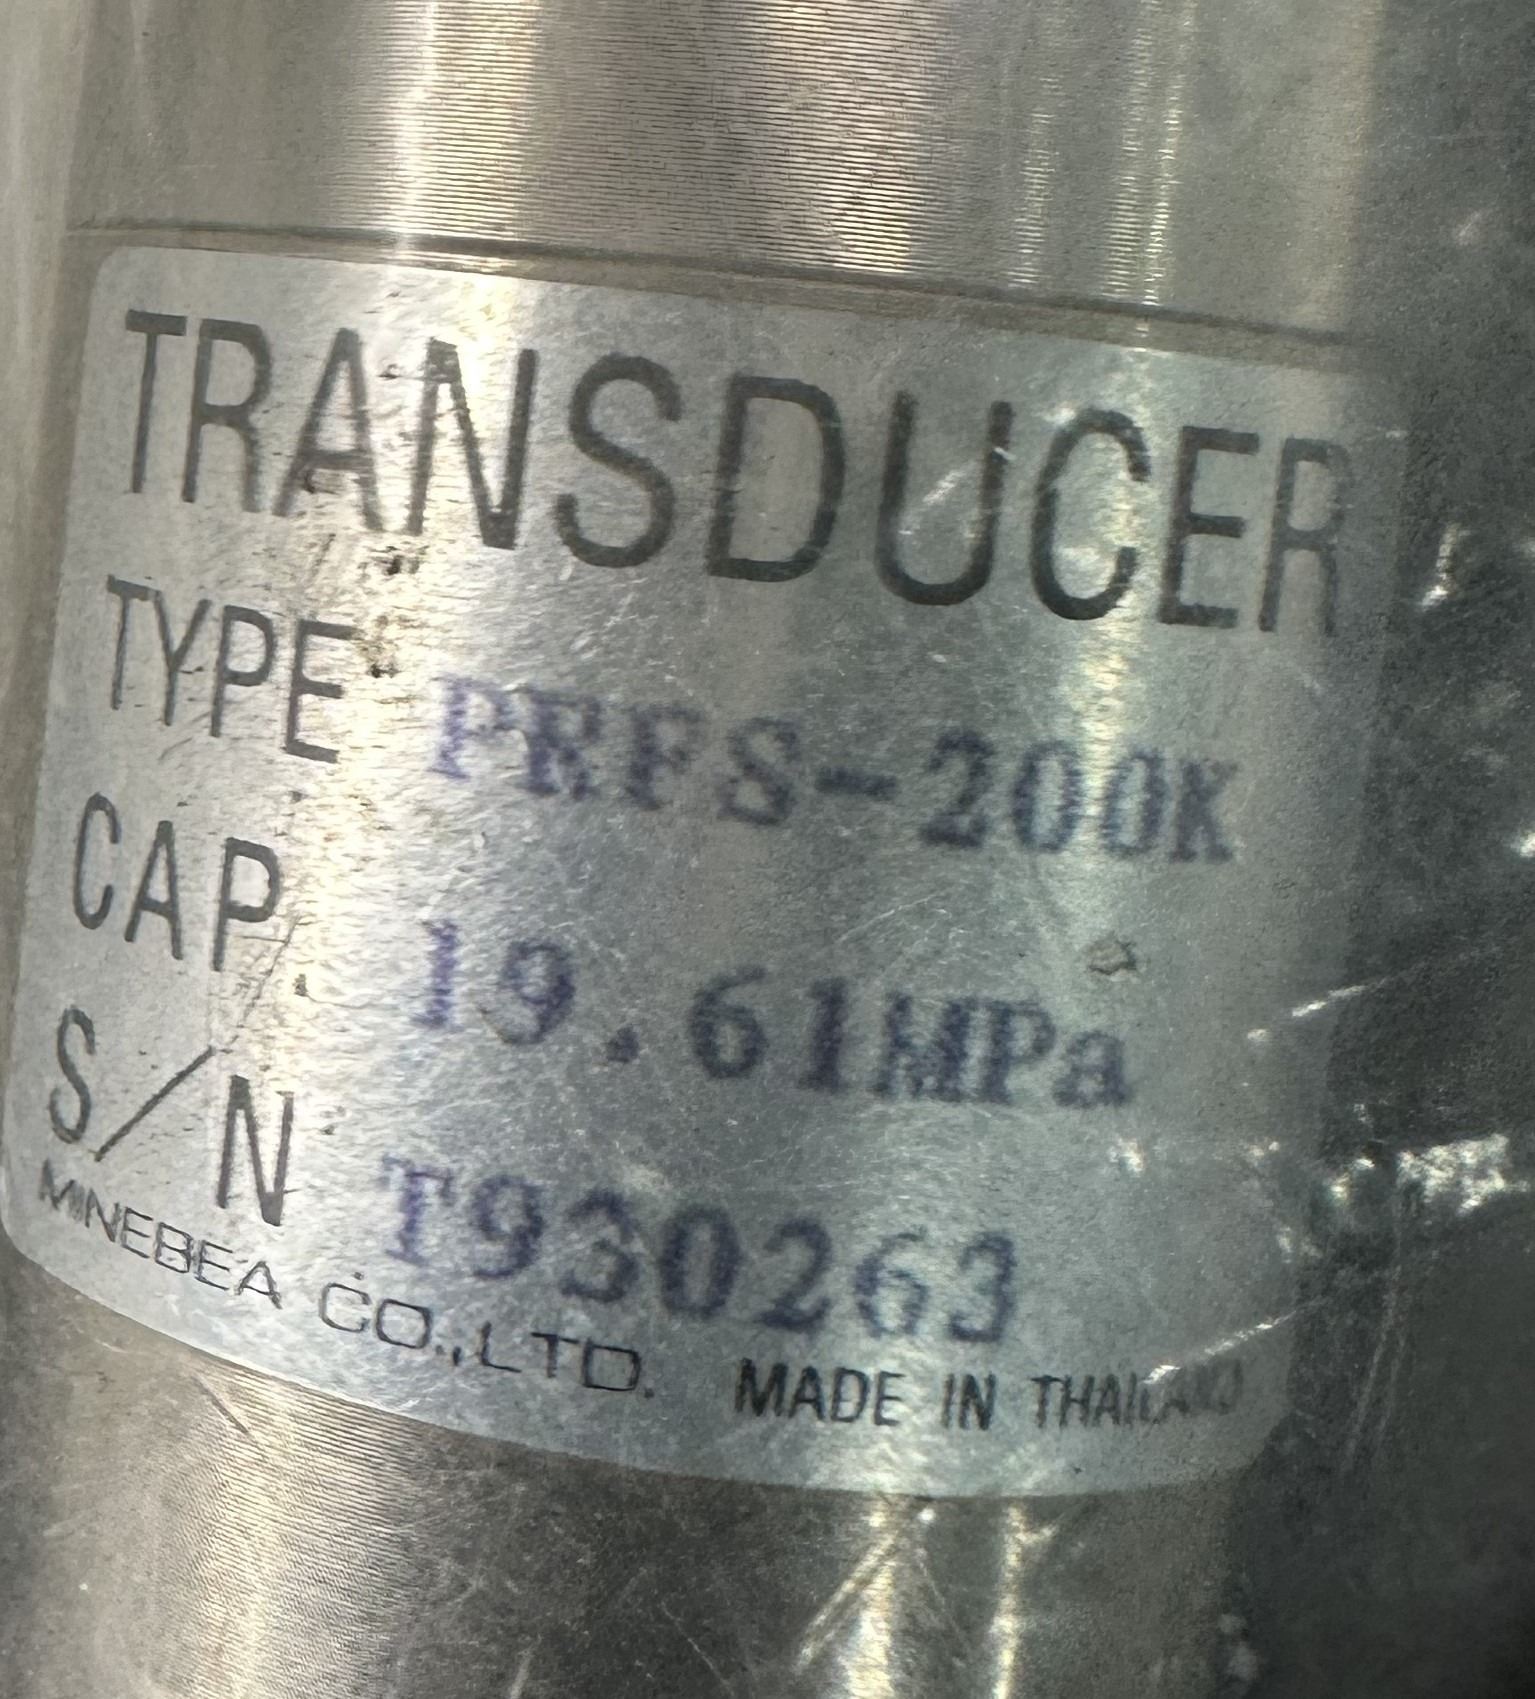 TRANSDUCER
TYPE PRFS-200K
CAP. 19.61MPa
S/N T930263
MINEBEA CO.,LTD. MADE IN THAILAND